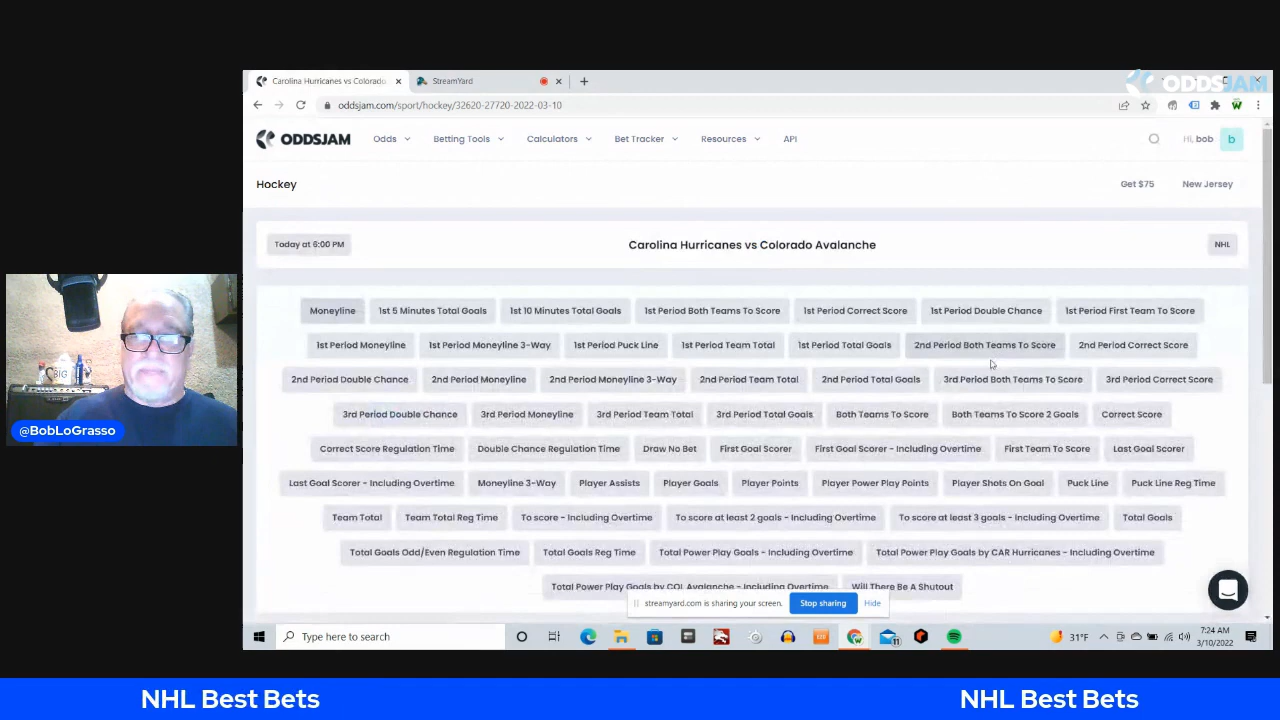 Carolina Hurricanes vs Colorado
StreamYard
ODDSJAM
oddsjam.com/sport/hockey/32620-27720-2022-03-10
ODDSJAM
Odds
Betting Tools
Calculators
Bet Tracker
Resources
API
Hi, bob
b
Hockey
Get $75
New Jersey
Today at 6:00 PM
Carolina Hurricanes vs Colorado Avalanche
NHL
Moneyline
1st 5 Minutes Total Goals
1st 10 Minutes Total Goals
1st Period Both Teams To Score
1st Period Correct Score
1st Period Double Chance
1st Period First Team To Score
1st Period Moneyline
1st Period Moneyline 3-Way
1st Period Puck Line
1st Period Team Total
1st Period Total Goals
2nd Period Both Teams To Score
2nd Period Correct Score
2nd Period Double Chance
2nd Period Moneyline
2nd Period Moneyline 3-Way
2nd Period Team Total
2nd Period Total Goals
3rd Period Both Teams To Score
3rd Period Correct Score
3rd Period Double Chance
3rd Period Moneyline
3rd Period Team Total
3rd Period Total Goals
Both Teams To Score
Both Teams To Score 2 Goals
Correct Score
Correct Score Regulation Time
Double Chance Regulation Time
Draw No Bet
First Goal Scorer
First Goal Scorer - Including Overtime
First Team To Score
Last Goal Scorer
Last Goal Scorer - Including Overtime
Moneyline 3-Way
Player Assists
Player Goals
Player Points
Player Power Play Points
Player Shots On Goal
Puck Line
Puck Line Reg Time
Team Total
Team Total Reg Time
To score - Including Overtime
To score at least 2 goals - Including Overtime
To score at least 3 goals - Including Overtime
Total Goals
Total Goals Odd/Even Regulation Time
Total Goals Reg Time
Total Power Play Goals - Including Overtime
Total Power Play Goals by CAR Hurricanes - Including Overtime
Total Power Play Goals by COL Avalanche - Including Overtime
Will There Be A Shutout
streamyard.com is sharing your screen.
Stop sharing
Hide
@BobLoGrasso
Type here to search
11
31°F
7:24 AM
3/10/2022
NHL Best Bets
NHL Best Bets